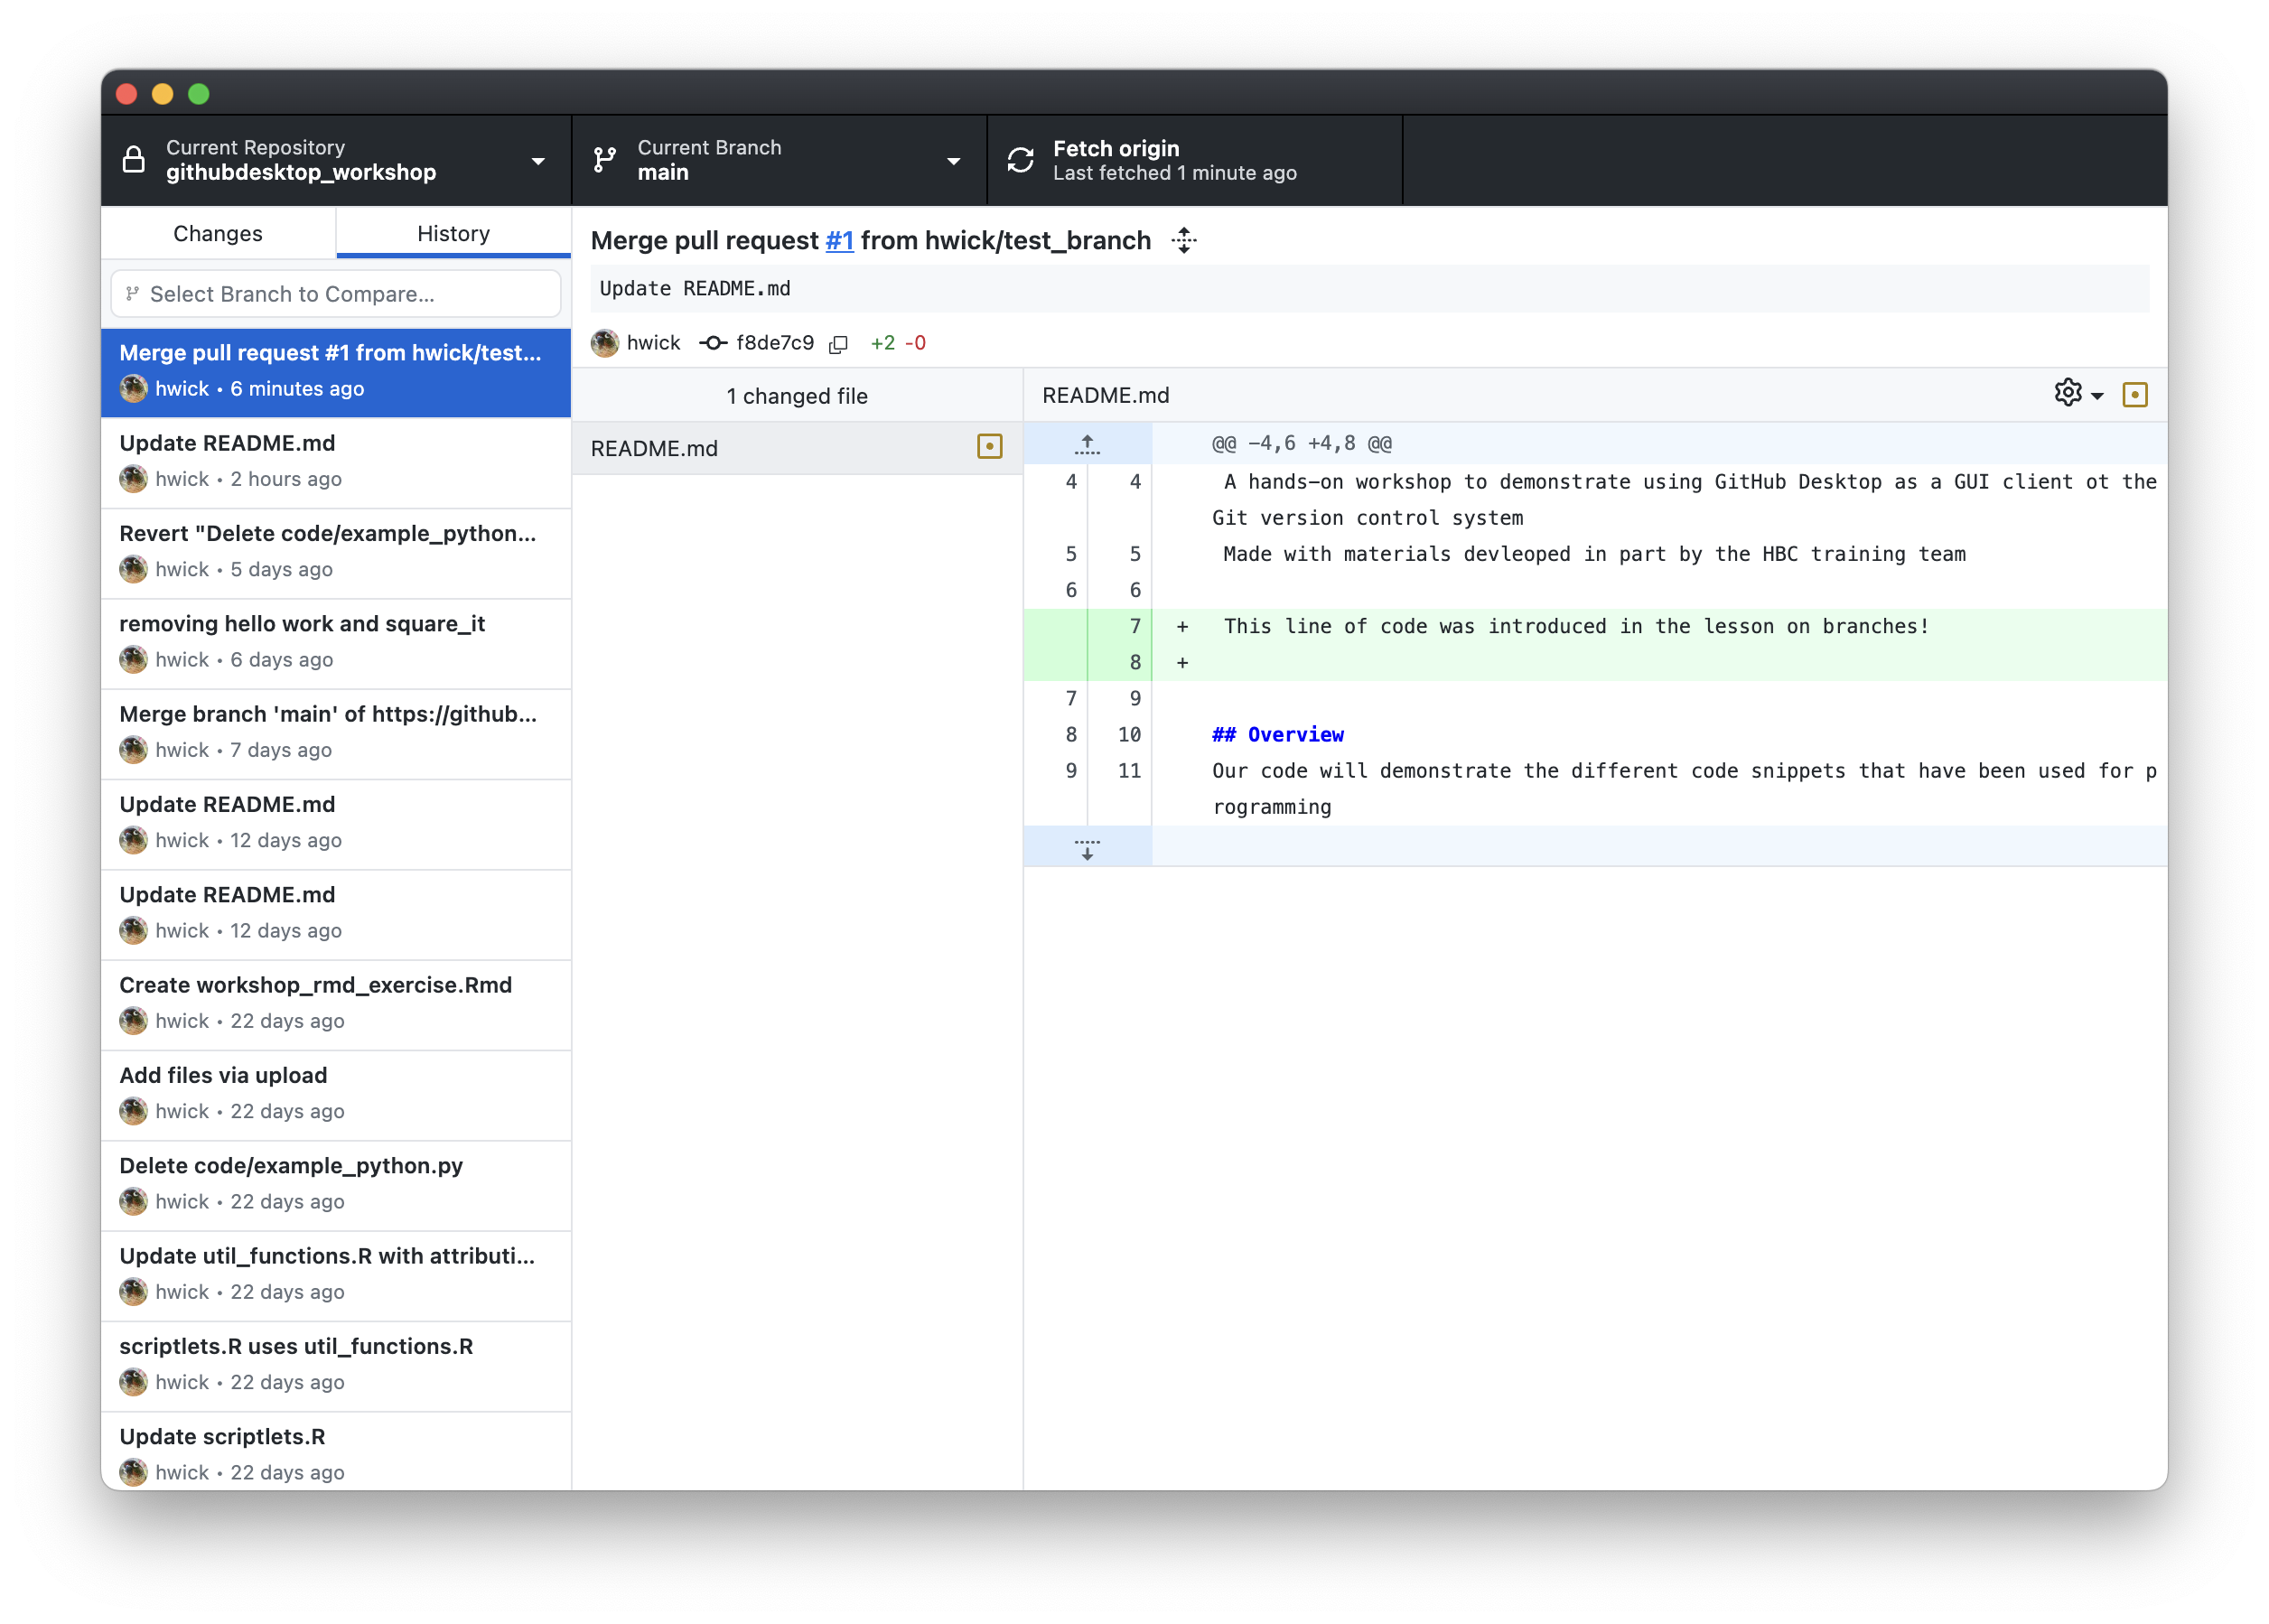 Current Repository
githubdesktop_workshop
Current Branch
main
Fetch origin
Last fetched 1 minute ago
Changes
History
Select Branch to Compare...
Merge pull request #1 from hwick/test...
hwick • 6 minutes ago
Update README.md
hwick • 2 hours ago
Revert "Delete code/example_python...
hwick • 5 days ago
removing hello work and square_it
hwick • 6 days ago
Merge branch 'main' of https://github...
hwick • 7 days ago
Update README.md
hwick • 12 days ago
Update README.md
hwick • 12 days ago
Create workshop_rmd_exercise.Rmd
hwick • 22 days ago
Add files via upload
hwick • 22 days ago
Delete code/example_python.py
hwick • 22 days ago
Update util_functions.R with attributi...
hwick • 22 days ago
scriptlets.R uses util_functions.R
hwick • 22 days ago
Update scriptlets.R
hwick • 22 days ago
Merge pull request #1 from hwick/test_branch
Update README.md
hwick f8de7c9 +2 -0
1 changed file
README.md
README.md
@@ -4,6 +4,8 @@
4 4 A hands-on workshop to demonstrate using GitHub Desktop as a GUI client ot the
Git version control system
5 5 Made with materials devleoped in part by the HBC training team
6 6
7 + This line of code was introduced in the lesson on branches!
8 +
7 9
8 10 ## Overview
9 11 Our code will demonstrate the different code snippets that have been used for p
rogramming